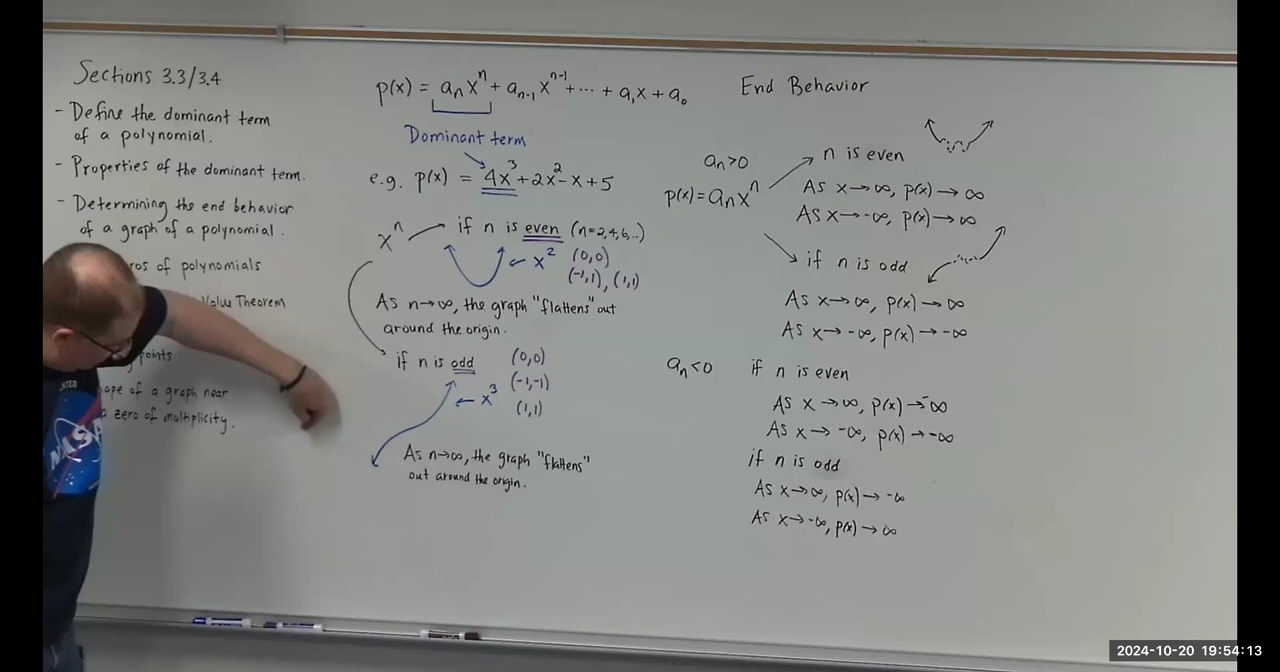 Sections 3.3/3.4
- Define the dominant term
of a polynomial.
- Properties of the dominant term.
- Determining the end behavior
of a graph of a polynomial.
ros of polynomials
Value Theorem
points
ape of a graph near
a zero of multiplicity.
NASA
p(x) = aₙxⁿ + aₙ₋₁xⁿ⁻¹ + ⋯ + a₁x + a₀
Dominant term
e.g. p(x) = 4x³+2x²-x+5
xⁿ
if n is even (n=2,4,6,..)
← x² (0,0)
(-1,1), (1,1)
As n→∞, the graph "flattens" out
around the origin.
if n is odd (0,0)
(-1,-1)
← x³
(1,1)
As n→∞, the graph "flattens"
out around the origin.
End Behavior
aₙ>0
p(x)=aₙxⁿ
n is even
As x→∞, p(x)→∞
As x→-∞, p(x)→∞
if n is odd
As x→∞, p(x)→∞
As x→-∞, p(x)→-∞
aₙ<0 if n is even
As x→∞, p(x)→-∞
As x→-∞, p(x)→-∞
if n is odd
As x→∞, p(x)→-∞
As x→-∞, p(x)→∞
2024-10-20 19:54:13